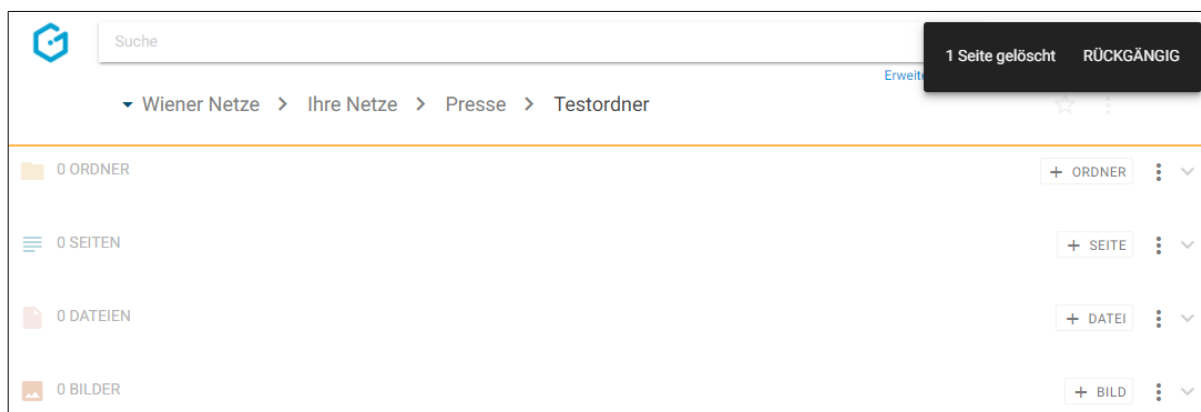 Suche
1 Seite gelöscht RÜCKGÄNGIG
Erweite
Wiener Netze > Ihre Netze > Presse > Testordner
0 ORDNER + ORDNER
0 SEITEN + SEITE
0 DATEIEN + DATEI
0 BILDER + BILD